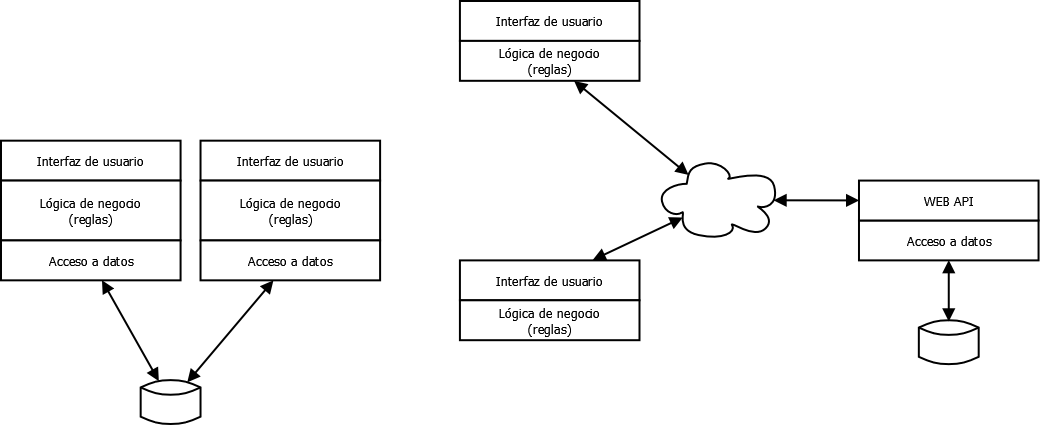 Interfaz de usuario
Lógica de negocio
(reglas)
Acceso a datos
Interfaz de usuario
Lógica de negocio
(reglas)
Acceso a datos
Interfaz de usuario
Lógica de negocio
(reglas)
Interfaz de usuario
Lógica de negocio
(reglas)
WEB API
Acceso a datos